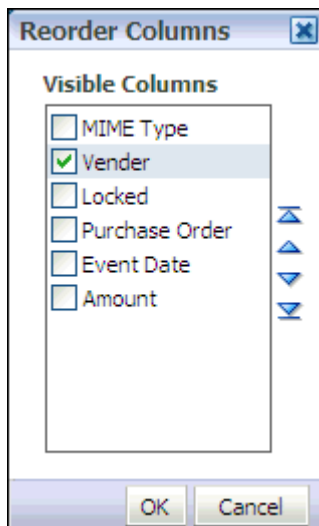 Reorder Columns
Visible Columns
MIME Type
Vender
Locked
Purchase Order
Event Date
Amount
OK Cancel